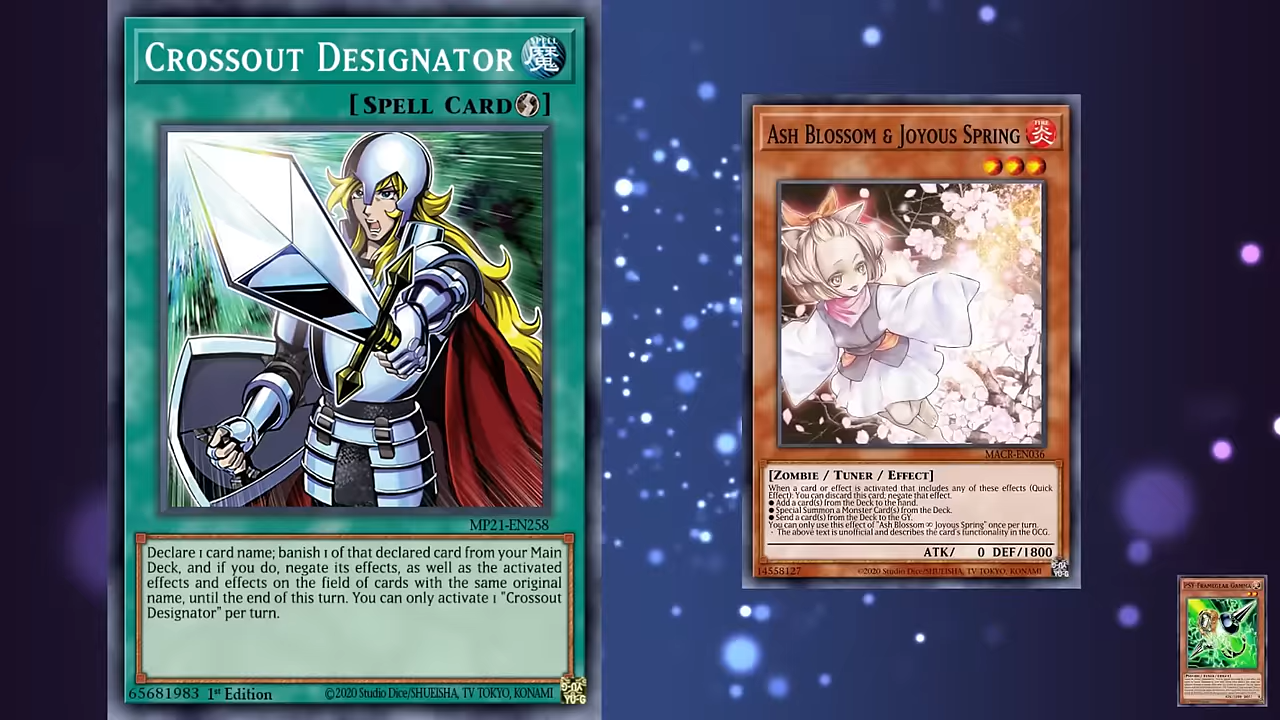 CROSSOUT DESIGNATOR
SPELL
魔
[SPELL CARD]
MP21-EN258
Declare 1 card name; banish 1 of that declared card from your Main
Deck, and if you do, negate its effects, as well as the activated
effects and effects on the field of cards with the same original
name, until the end of this turn. You can only activate 1 "Crossout
Designator" per turn.
65681983 1st Edition ©2020 Studio Dice/SHUEISHA, TV TOKYO, KONAMI
ASH BLOSSOM & JOYOUS SPRING
FIRE
炎
MACR-EN036
[ZOMBIE / TUNER / EFFECT]
When a card or effect is activated that includes any of these effects (Quick
Effect): You can discard this card; negate that effect.
● Add a card(s) from the Deck to the hand.
● Special Summon a Monster Card(s) from the Deck.
● Send a card(s) from the Deck to the GY.
You can only use this effect of "Ash Blossom & Joyous Spring" once per turn.
· The above text is unofficial and describes the card's functionality in the OCG.
ATK/ 0 DEF/1800
14558127 ©2020 Studio Dice/SHUEISHA, TV TOKYO, KONAMI
PSY-FRAMEGEAR GAMMA